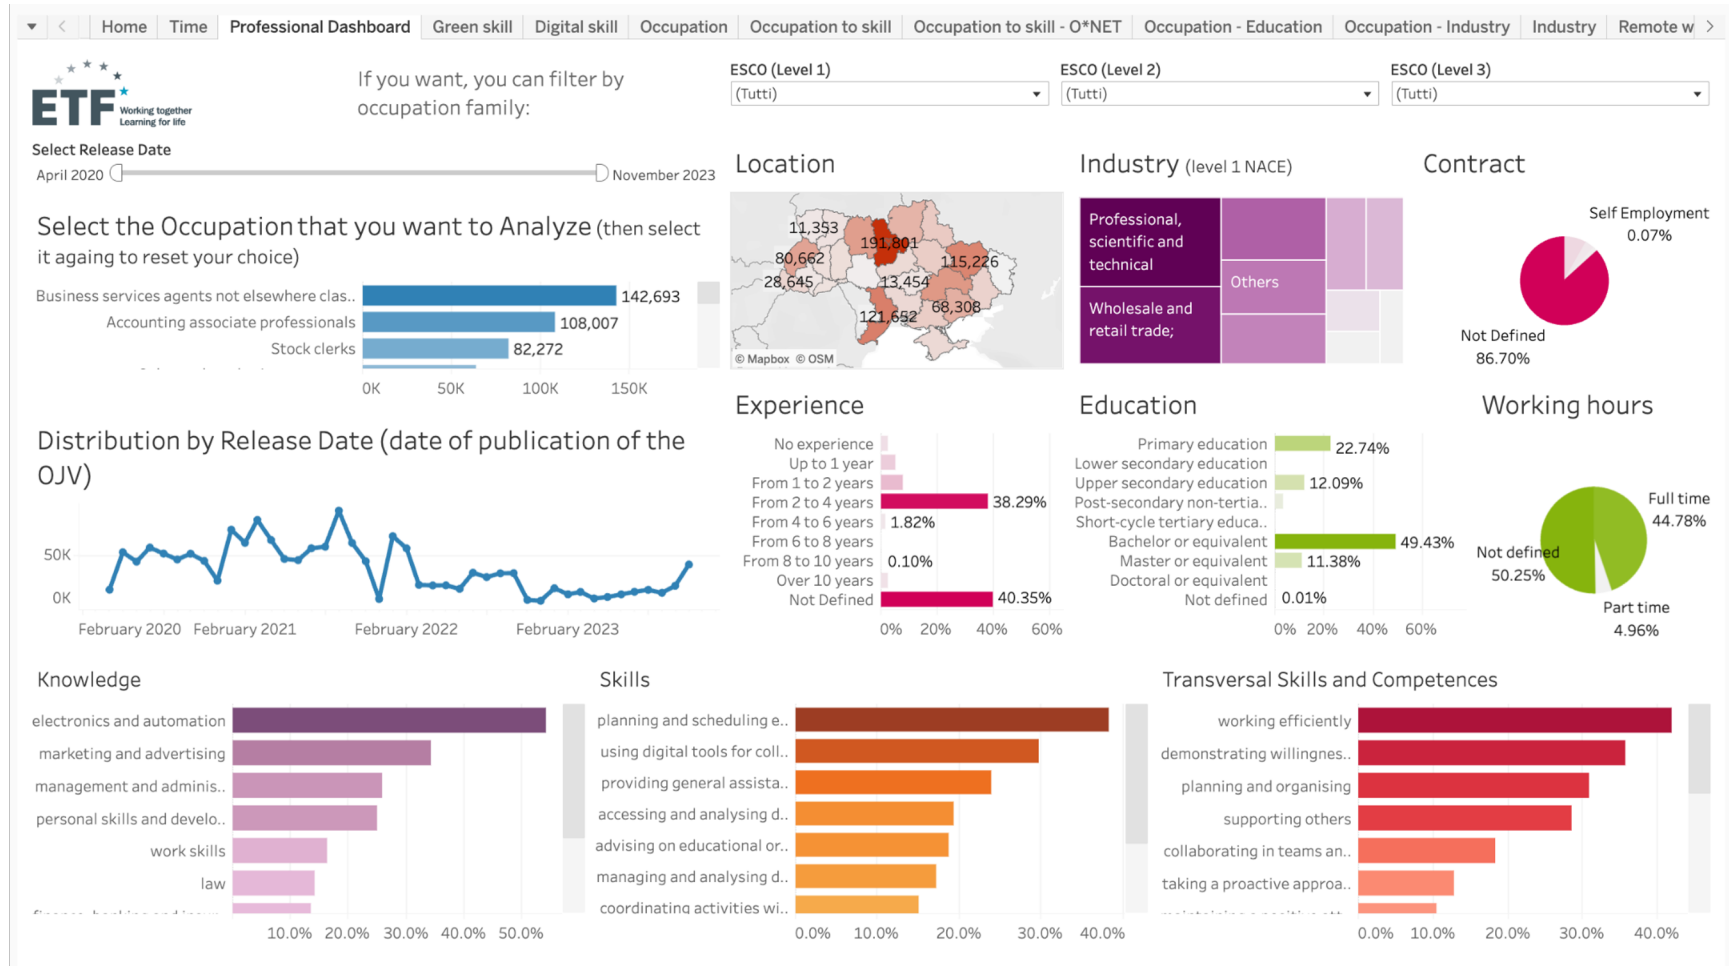 Home
Time
Professional Dashboard
Green skill
Digital skill
Occupation
Occupation to skill
Occupation to skill - O*NET
Occupation - Education
Occupation - Industry
Industry
Remote w
ETF
Working together
Learning for life
If you want, you can filter by
occupation family:
ESCO (Level 1)
(Tutti)
ESCO (Level 2)
(Tutti)
ESCO (Level 3)
(Tutti)
Select Release Date
April 2020
November 2023
Select the Occupation that you want to Analyze (then select
it againg to reset your choice)
Business services agents not elsewhere clas..
142,693
Accounting associate professionals
108,007
Stock clerks
82,272
0K
50K
100K
150K
Location
11,353
191,801
80,662
115,226
28,645
13,454
121,652
68,308
© Mapbox © OSM
Industry (level 1 NACE)
Professional,
scientific and
technical
Wholesale and
retail trade;
Others
Contract
Self Employment
0.07%
Not Defined
86.70%
Distribution by Release Date (date of publication of the
OJV)
50K
0K
February 2020
February 2021
February 2022
February 2023
Experience
No experience
Up to 1 year
From 1 to 2 years
From 2 to 4 years
38.29%
From 4 to 6 years
1.82%
From 6 to 8 years
From 8 to 10 years
0.10%
Over 10 years
Not Defined
40.35%
0%
20%
40%
60%
Education
Primary education
22.74%
Lower secondary education
Upper secondary education
12.09%
Post-secondary non-tertia..
Short-cycle tertiary educa..
Bachelor or equivalent
49.43%
Master or equivalent
11.38%
Doctoral or equivalent
Not defined
0.01%
0%
20%
40%
60%
Working hours
Full time
44.78%
Not defined
50.25%
Part time
4.96%
Knowledge
electronics and automation
marketing and advertising
management and adminis..
personal skills and develo..
work skills
law
10.0%
20.0%
30.0%
40.0%
50.0%
Skills
planning and scheduling e..
using digital tools for coll..
providing general assista..
accessing and analysing d..
advising on educational or..
managing and analysing d..
coordinating activities wi..
0.0%
10.0%
20.0%
30.0%
40.0%
Transversal Skills and Competences
working efficiently
demonstrating willingnes..
planning and organising
supporting others
collaborating in teams an..
taking a proactive approa..
0.0%
10.0%
20.0%
30.0%
40.0%